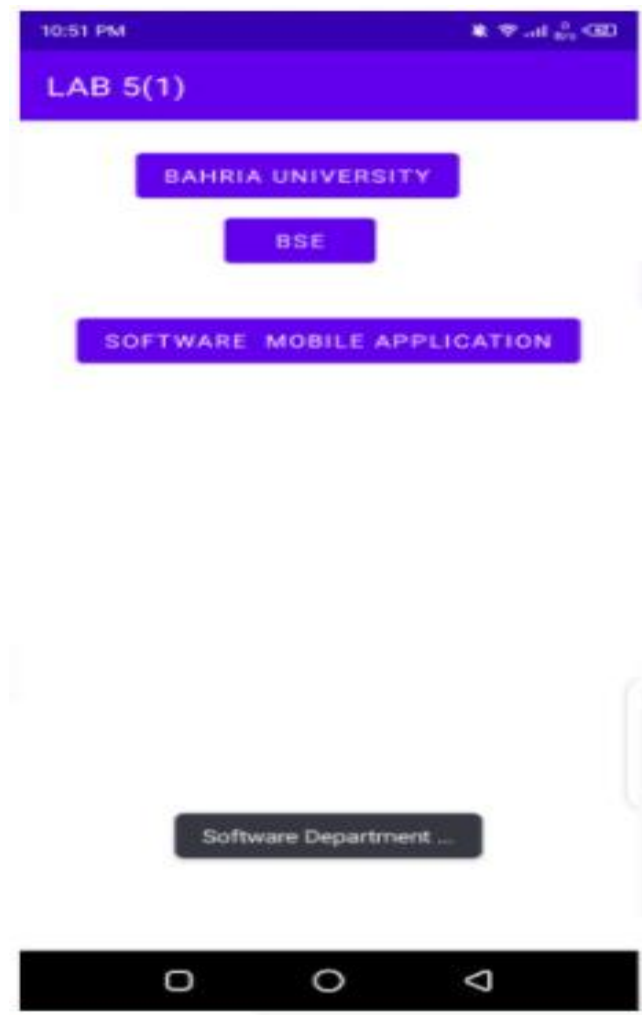 10:51 PM
LAB 5(1)
BAHRIA UNIVERSITY
BSE
SOFTWARE MOBILE APPLICATION
Software Department ...